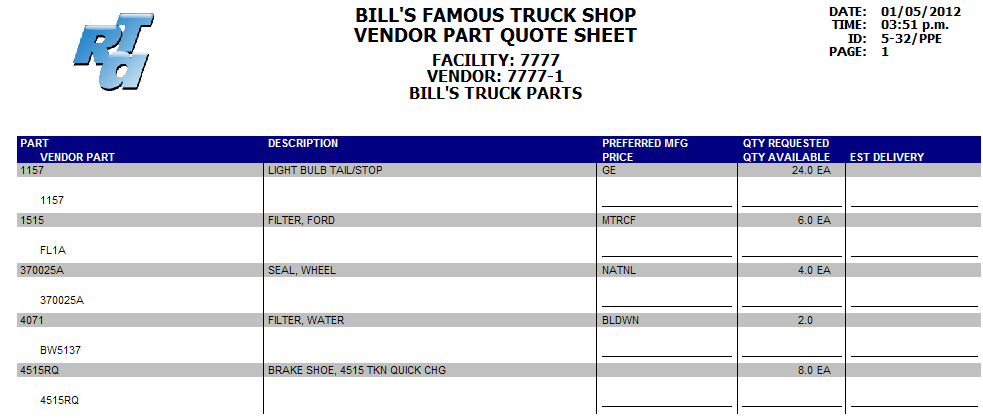 RTa
BILL'S FAMOUS TRUCK SHOP
VENDOR PART QUOTE SHEET
FACILITY: 7777
VENDOR: 7777-1
BILL'S TRUCK PARTS
DATE: 01/05/2012
TIME: 03:51 p.m.
ID: 5-32/PPE
PAGE: 1
PART DESCRIPTION PREFERRED MFG QTY REQUESTED
VENDOR PART PRICE QTY AVAILABLE EST DELIVERY
1157 LIGHT BULB TAIL/STOP GE 24.0 EA
1157
1515 FILTER, FORD MTRCF 6.0 EA
FL1A
370025A SEAL, WHEEL NATNL 4.0 EA
370025A
4071 FILTER, WATER BLDWN 2.0
BW5137
4515RQ BRAKE SHOE, 4515 TKN QUICK CHG 8.0 EA
4515RQ